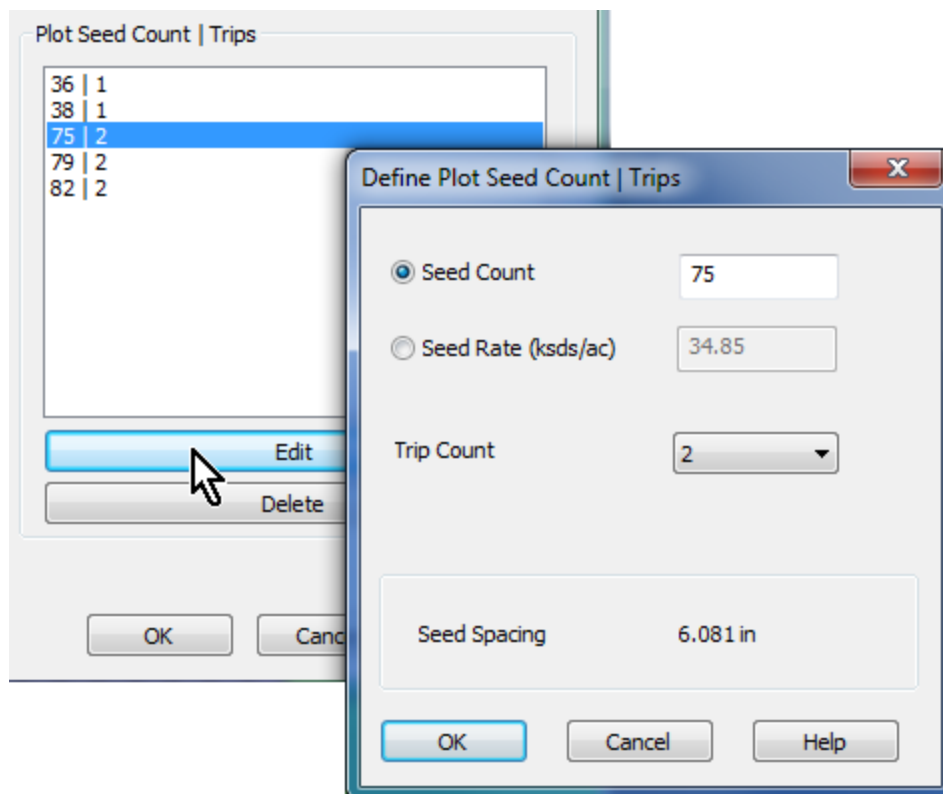 Plot Seed Count | Trips
36 | 1
38 | 1
75 | 2
79 | 2
82 | 2
Edit
Delete
OK
Canc
Define Plot Seed Count | Trips
Seed Count
75
Seed Rate (ksds/ac)
34.85
Trip Count
2
Seed Spacing
6.081 in
OK
Cancel
Help